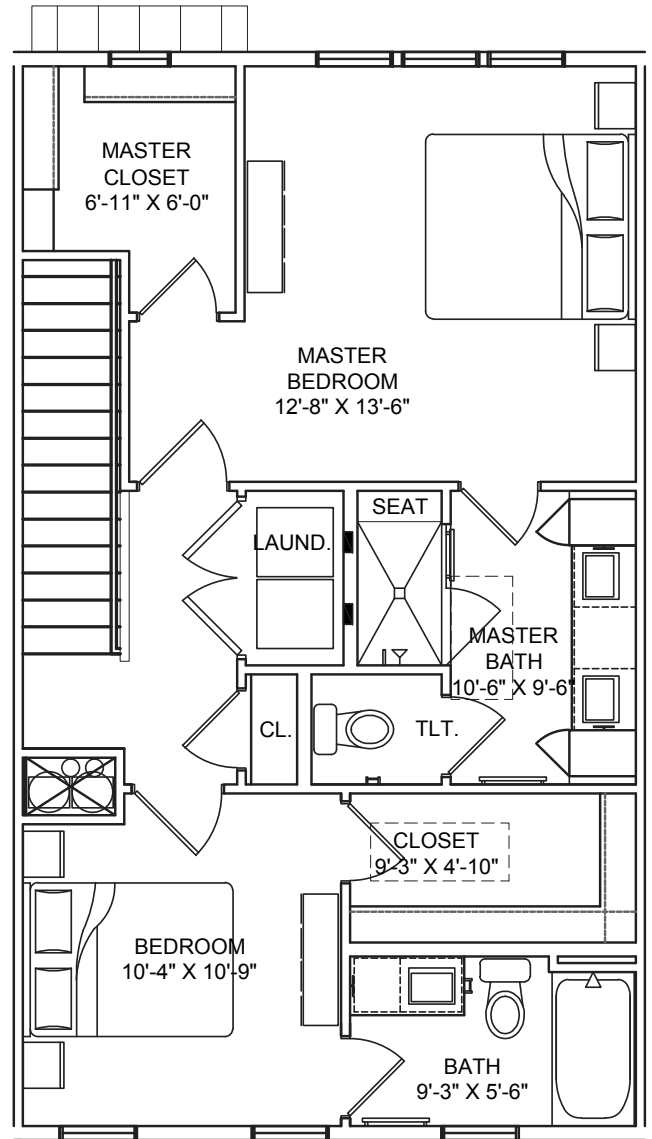 MASTER
CLOSET
6'-11" X 6'-0"
MASTER
BEDROOM
12'-8" X 13'-6"
LAUND.
SEAT
MASTER
BATH
10'-6" X 9'-6"
CL.
TLT.
CLOSET
9'-3" X 4'-10"
BEDROOM
10'-4" X 10'-9"
BATH
9'-3" X 5'-6"